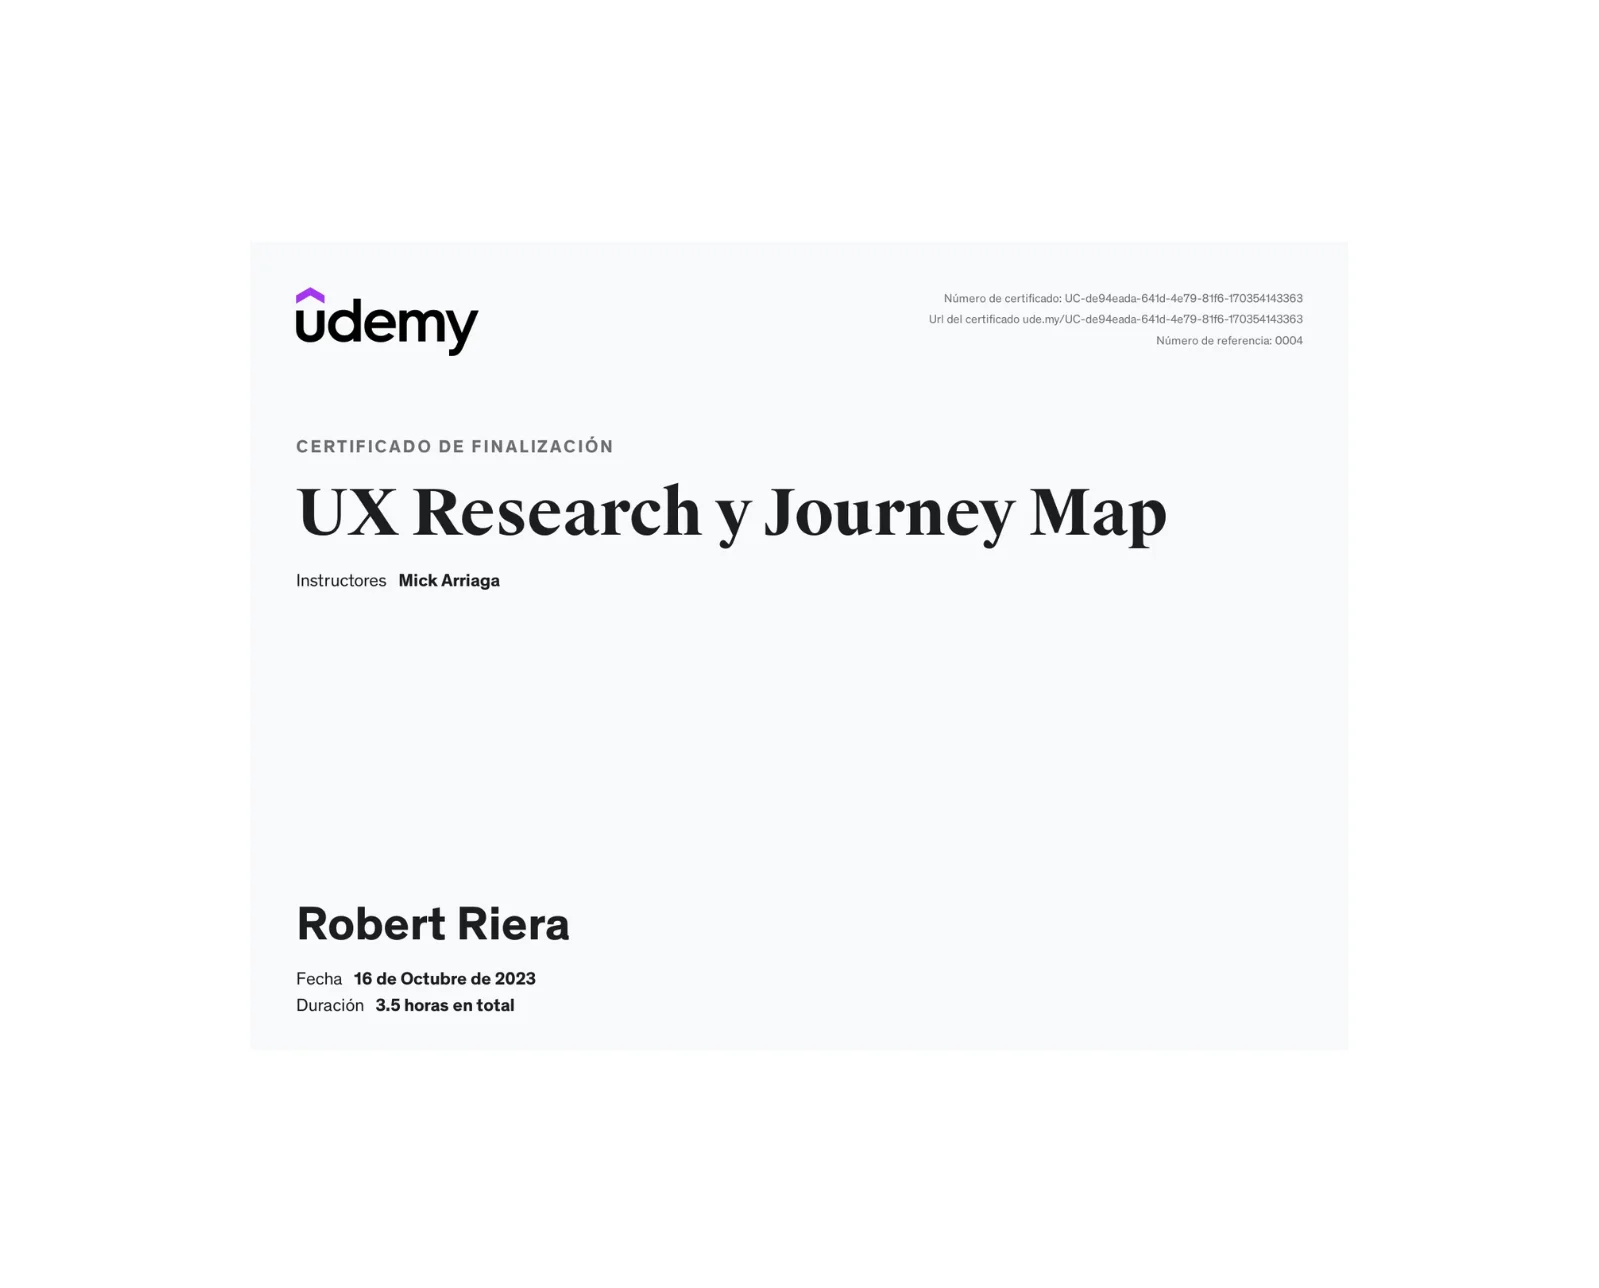 udemy
Número de certificado: UC-de94eada-641d-4e79-81f6-170354143363
Url del certificado ude.my/UC-de94eada-641d-4e79-81f6-170354143363
Número de referencia: 0004
CERTIFICADO DE FINALIZACIÓN
UX Research y Journey Map
Instructores Mick Arriaga
Robert Riera
Fecha 16 de Octubre de 2023
Duración 3.5 horas en total